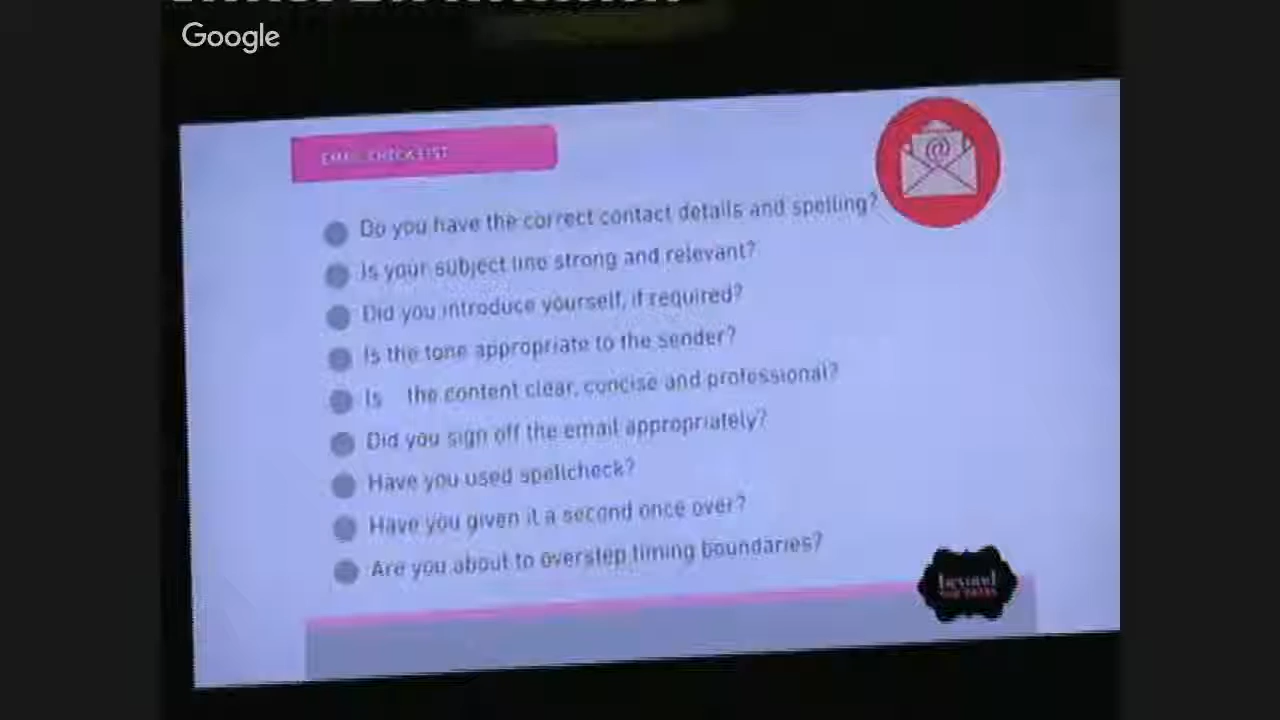 Google
EMAIL CHECKLIST
@
Do you have the correct contact details and spelling?
Is your subject line strong and relevant?
Did you introduce yourself, if required?
Is the tone appropriate to the sender?
Is the content clear, concise and professional?
Did you sign off the email appropriately?
Have you used spellcheck?
Have you given it a second once over?
Are you about to overstep timing boundaries?
beyond